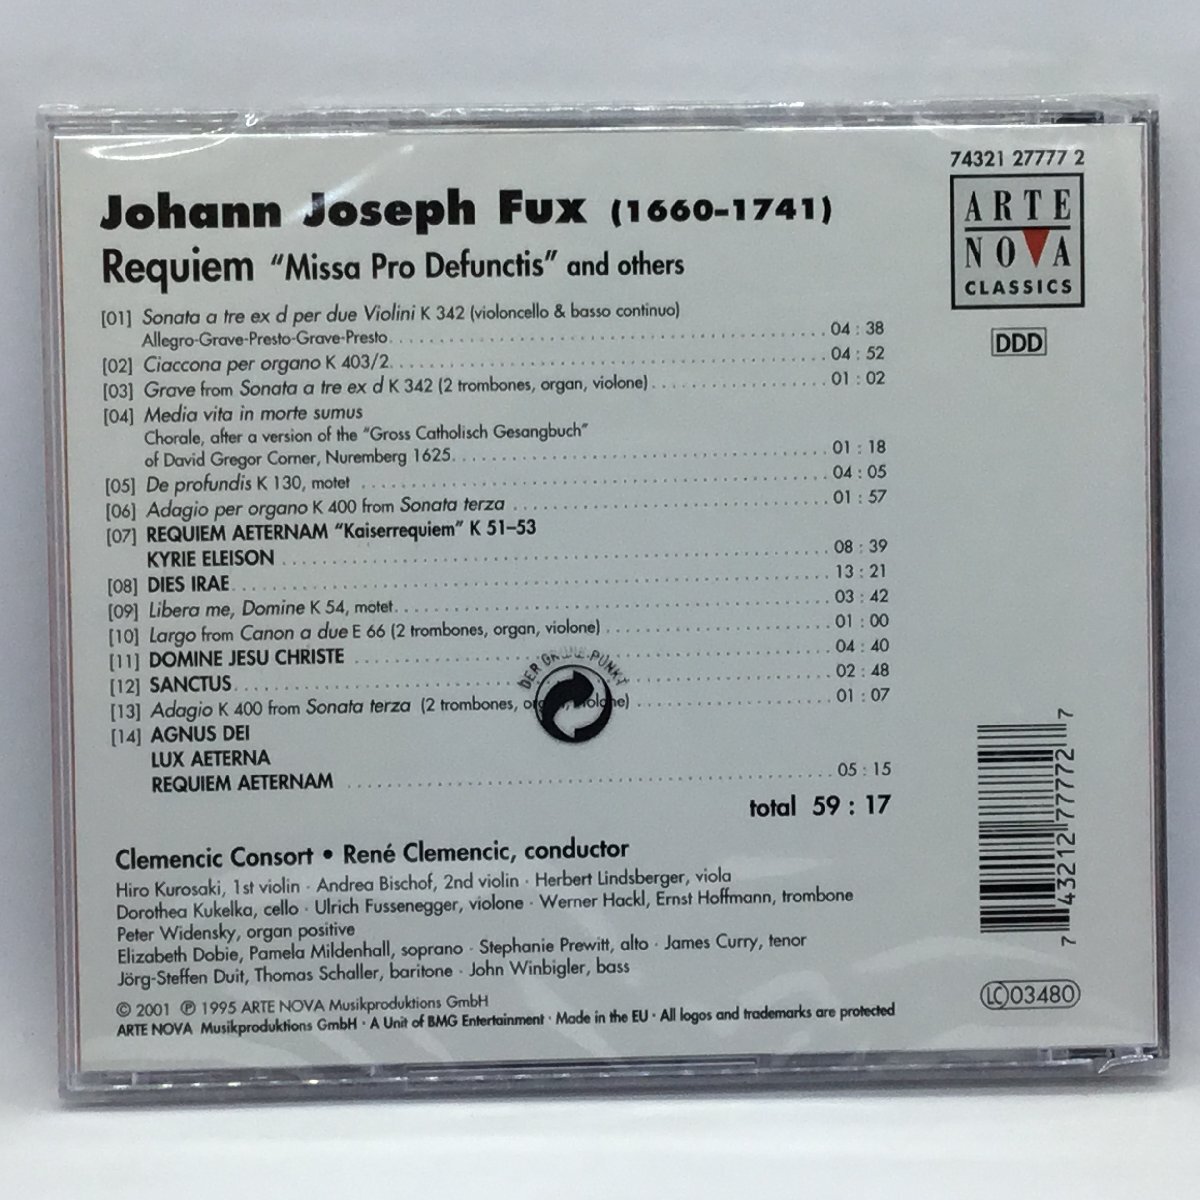 74321 27777 2
ARTE
NOVA
CLASSICS
DDD
Johann Joseph Fux (1660-1741)
Requiem "Missa Pro Defunctis" and others
[01] Sonata a tre ex d per due Violini K 342 (violoncello & basso continuo)
Allegro-Grave-Presto-Grave-Presto. . . . . . . . . . 04 : 38
[02] Ciaccona per organo K 403/2. . . . . . . . . . 04 : 52
[03] Grave from Sonata a tre ex d K 342 (2 trombones, organ, violone) . . . . . . . . . . 01 : 02
[04] Media vita in morte sumus
Chorale, after a version of the "Gross Catholisch Gesangbuch"
of David Gregor Corner, Nuremberg 1625. . . . . . . . . . 01 : 18
[05] De profundis K 130, motet . . . . . . . . . . 04 : 05
[06] Adagio per organo K 400 from Sonata terza . . . . . . . . . . 01 : 57
[07] REQUIEM AETERNAM "Kaiserrequiem" K 51–53
KYRIE ELEISON . . . . . . . . . . 08 : 39
[08] DIES IRAE. . . . . . . . . . 13 : 21
[09] Libera me, Domine K 54, motet. . . . . . . . . . 03 : 42
[10] Largo from Canon a due E 66 (2 trombones, organ, violone) . . . . . . . . . . 01 : 00
[11] DOMINE JESU CHRISTE . . . . . . . . . . 04 : 40
[12] SANCTUS. . . . . . . . . . 02 : 48
[13] Adagio K 400 from Sonata terza (2 trombones, organ, violone) . . . . . . . . . . 01 : 07
[14] AGNUS DEI
LUX AETERNA
REQUIEM AETERNAM . . . . . . . . . . 05 : 15
total 59 : 17
DER GRÜNE PUNKT
Clemencic Consort • René Clemencic, conductor
Hiro Kurosaki, 1st violin · Andrea Bischof, 2nd violin · Herbert Lindsberger, viola
Dorothea Kukelka, cello · Ulrich Fussenegger, violone · Werner Hackl, Ernst Hoffmann, trombone
Peter Widensky, organ positive
Elizabeth Dobie, Pamela Mildenhall, soprano · Stephanie Prewitt, alto · James Curry, tenor
Jörg-Steffen Duit, Thomas Schaller, baritone · John Winbigler, bass
© 2001 ℗ 1995 ARTE NOVA Musikproduktions GmbH
ARTE NOVA Musikproduktions GmbH · A Unit of BMG Entertainment · Made in the EU · All logos and trademarks are protected
7 43212 77772 7
LC 03480